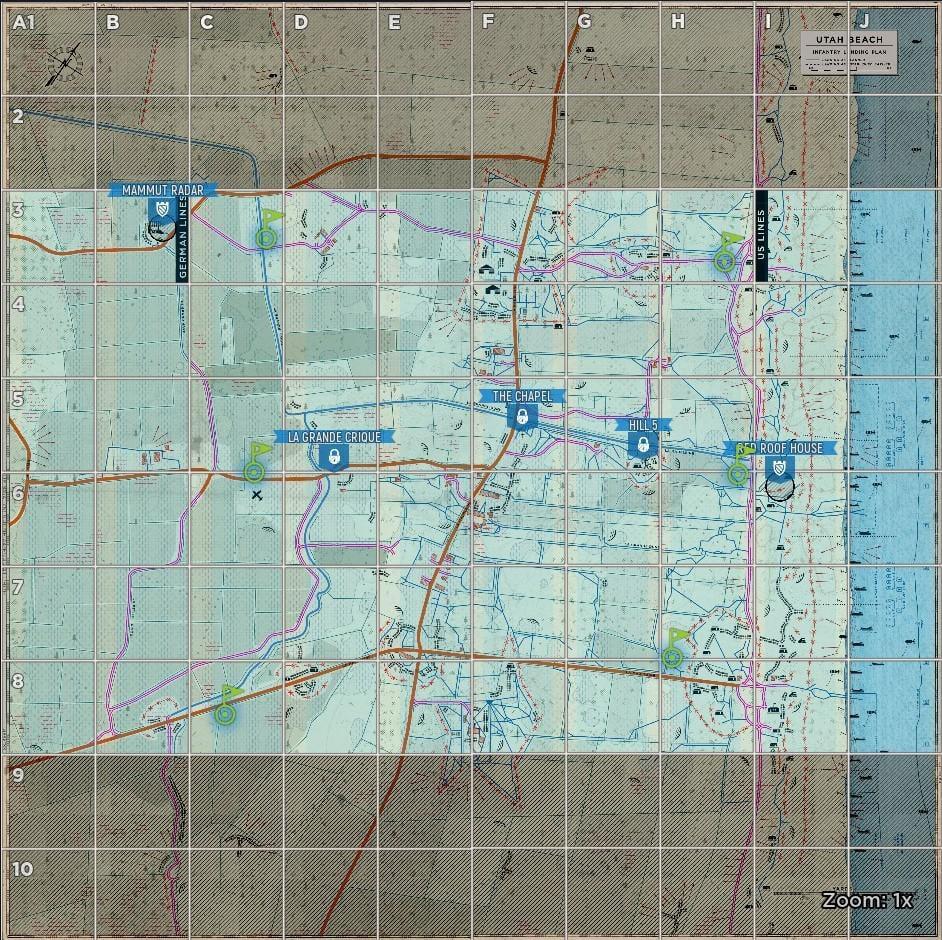 A1 B C D E F G H I J
UTAH BEACH
INFANTRY LANDING PLAN
2
MAMMUT RADAR
3
GERMAN LINES
US LINES
4
5
THE CHAPEL
HILL 5
LA GRANDE CRIQUE
RED ROOF HOUSE
6
7
8
9
10
Zoom: 1x